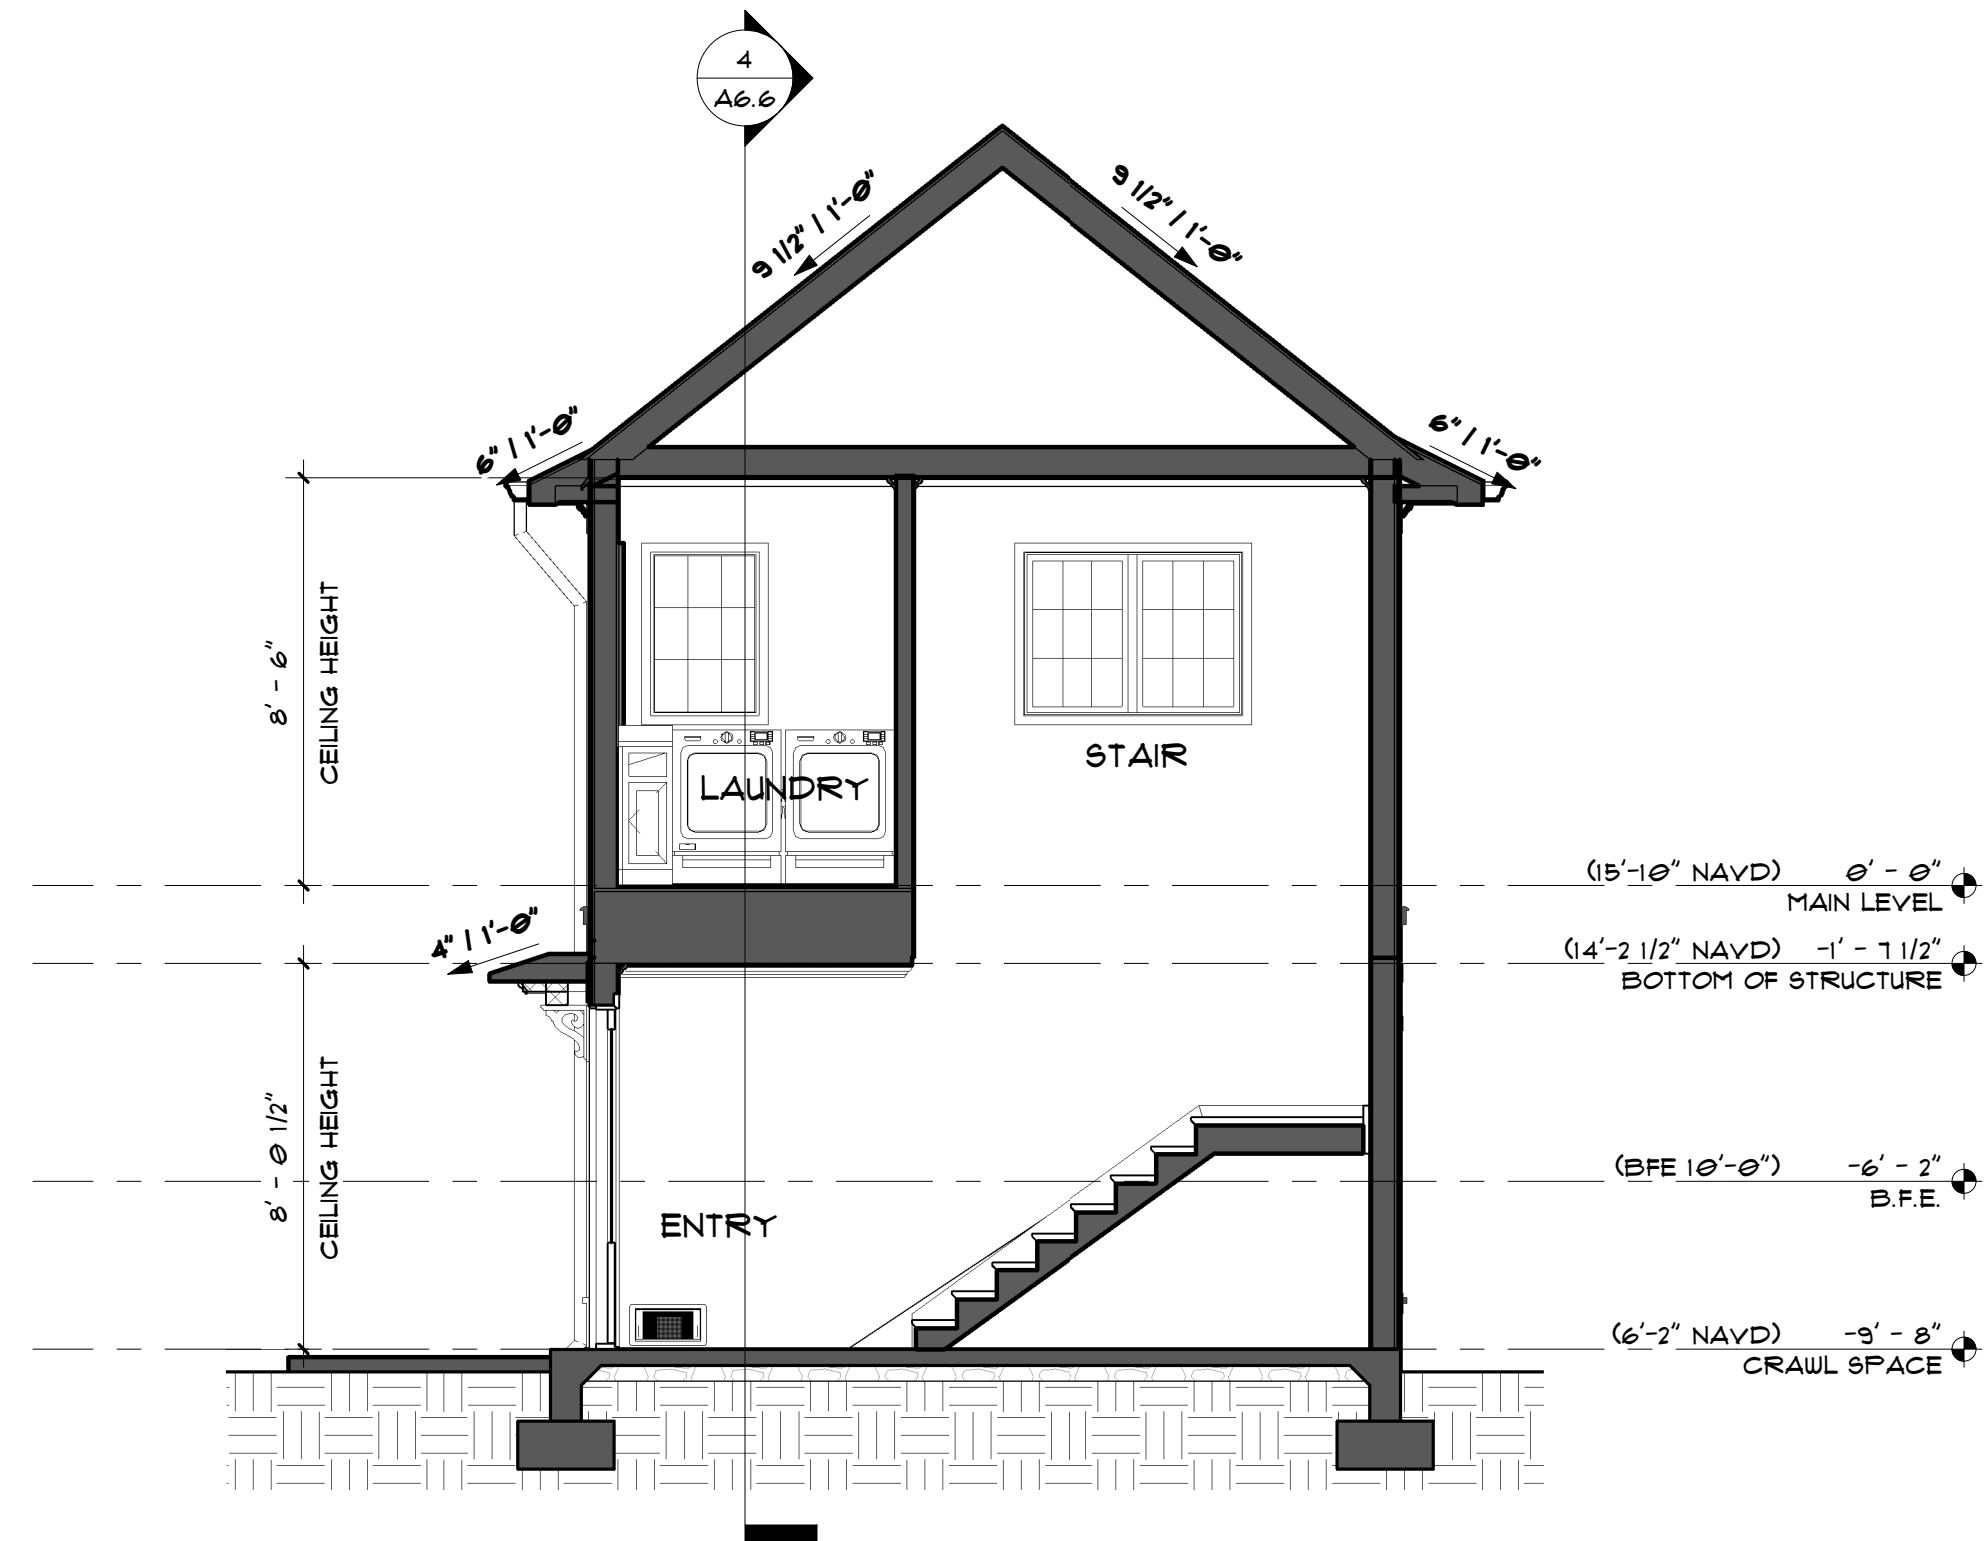 4
A6.6
9 1/2" / 1'-0"
9 1/2" / 1'-0"
6" / 1'-0"
6" / 1'-0"
8' - 6"
CEILING HEIGHT
STAIR
LAUNDRY
(15'-10" NAVD) 0' - 0"
MAIN LEVEL
4" / 1'-0"
(14'-2 1/2" NAVD) -1' - 7 1/2"
BOTTOM OF STRUCTURE
8' - 0 1/2"
CEILING HEIGHT
(BFE 10'-0") -6' - 2"
B.F.E.
ENTRY
(6'-2" NAVD) -9' - 8"
CRAWL SPACE